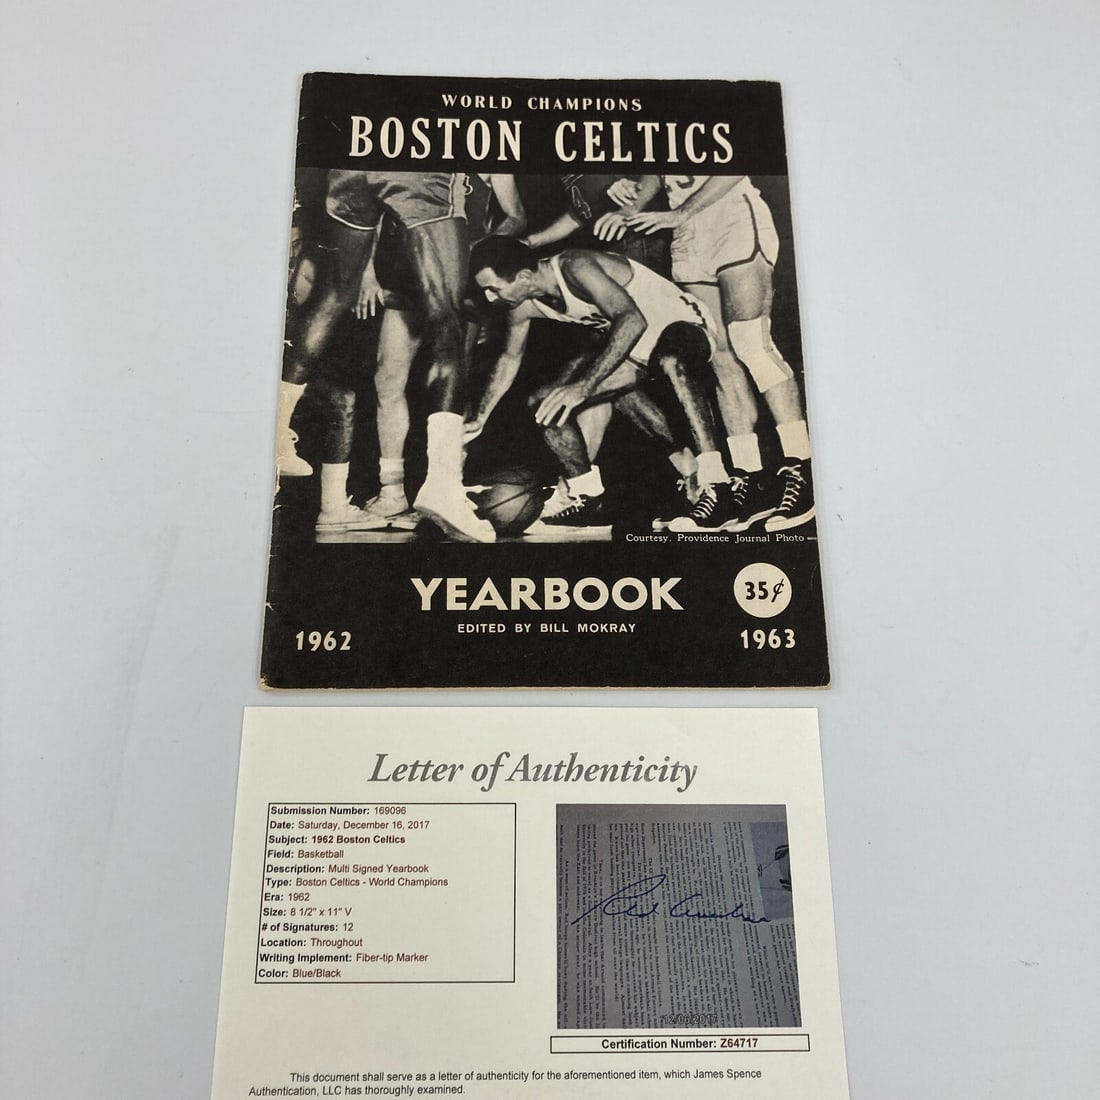 WORLD CHAMPIONS
BOSTON CELTICS
Courtesy. Providence Journal Photo
YEARBOOK
35¢
EDITED BY BILL MOKRAY
1962
1963
Letter of Authenticity
Submission Number: 169096
Date: Saturday, December 16, 2017
Subject: 1962 Boston Celtics
Field: Basketball
Description: Multi Signed Yearbook
Type: Boston Celtics - World Champions
Era: 1962
Size: 8 1/2" x 11" V
# of Signatures: 12
Location: Throughout
Writing Implement: Fiber-tip Marker
Color: Blue/Black
12/06/2017
Certification Number: Z64717
This document shall serve as a letter of authenticity for the aforementioned item, which James Spence
Authentication, LLC has thoroughly examined.